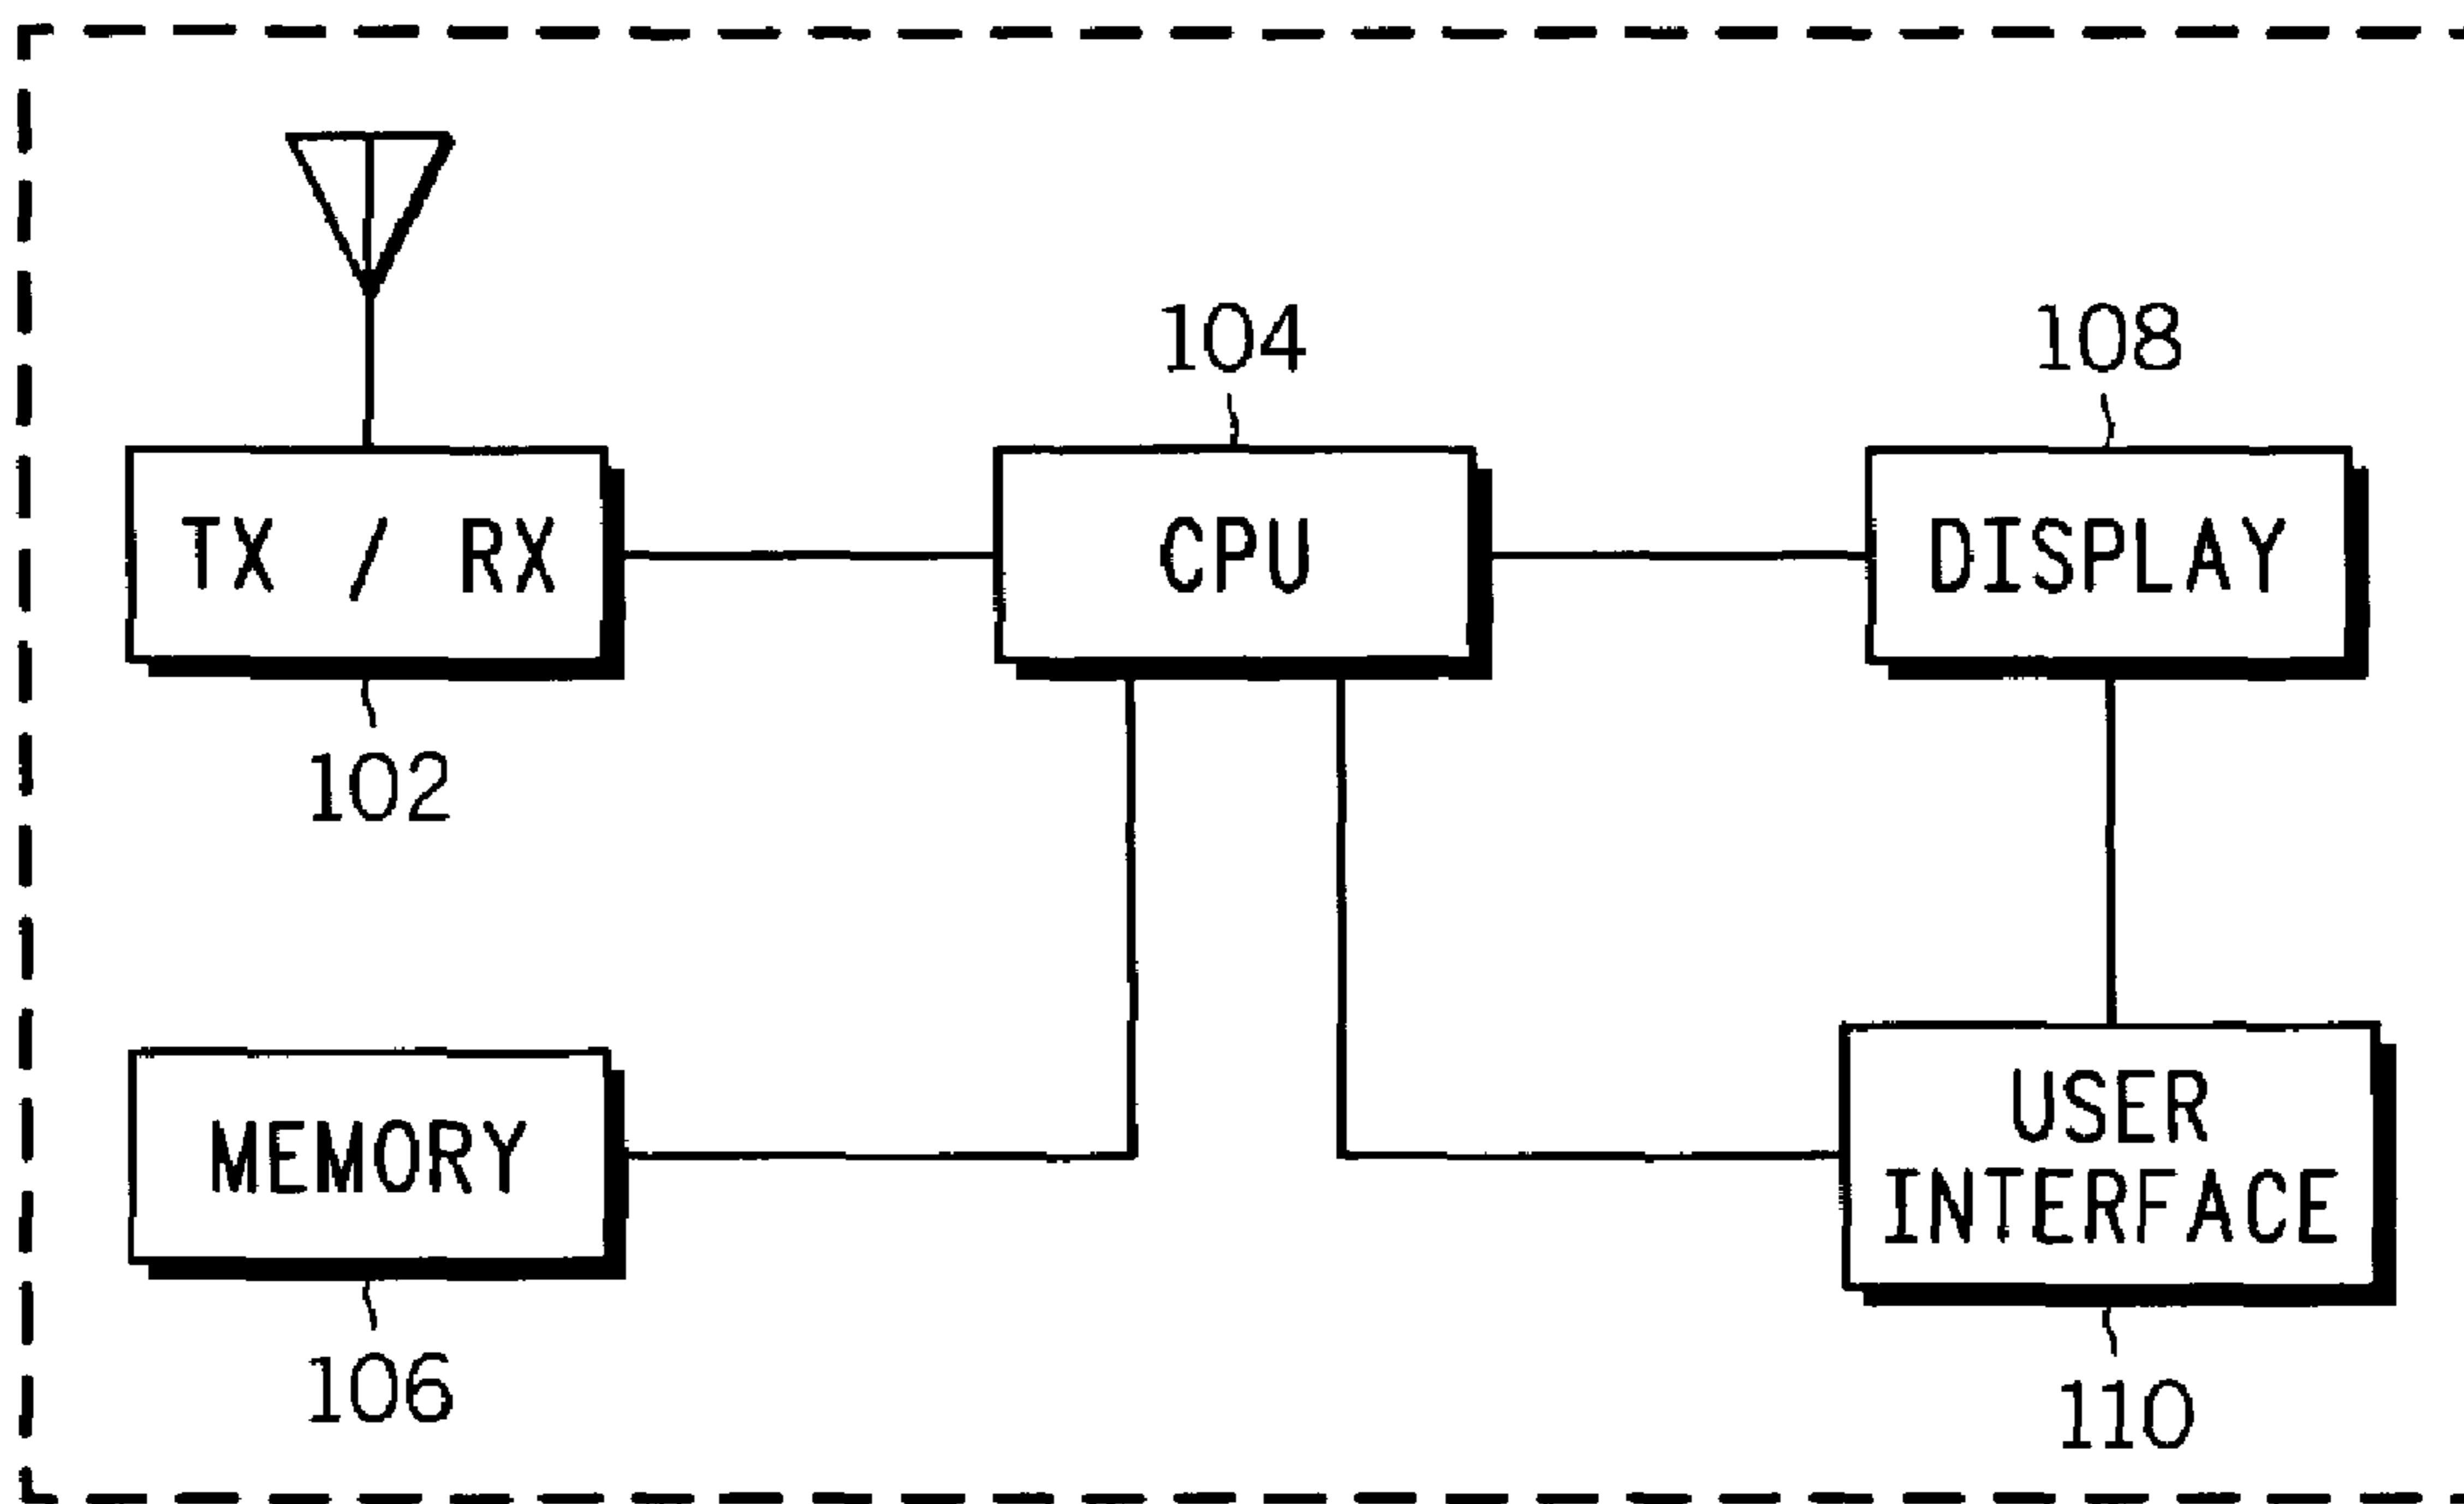 104
108
TX / RX
CPU
DISPLAY
102
MEMORY
USER
INTERFACE
106
110